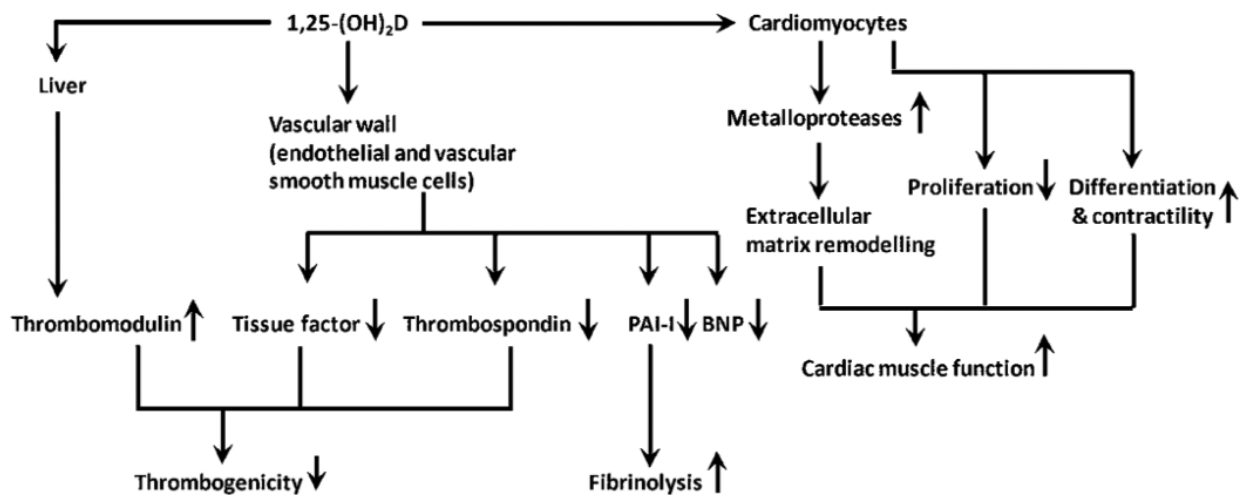 1,25-(OH)₂D
Cardiomyocytes
Liver
Vascular wall
(endothelial and vascular
smooth muscle cells)
Metalloproteases
Proliferation
Differentiation
& contractility
Extracellular
matrix remodelling
Thrombomodulin
Tissue factor
Thrombospondin
PAI-I
BNP
Cardiac muscle function
Thrombogenicity
Fibrinolysis